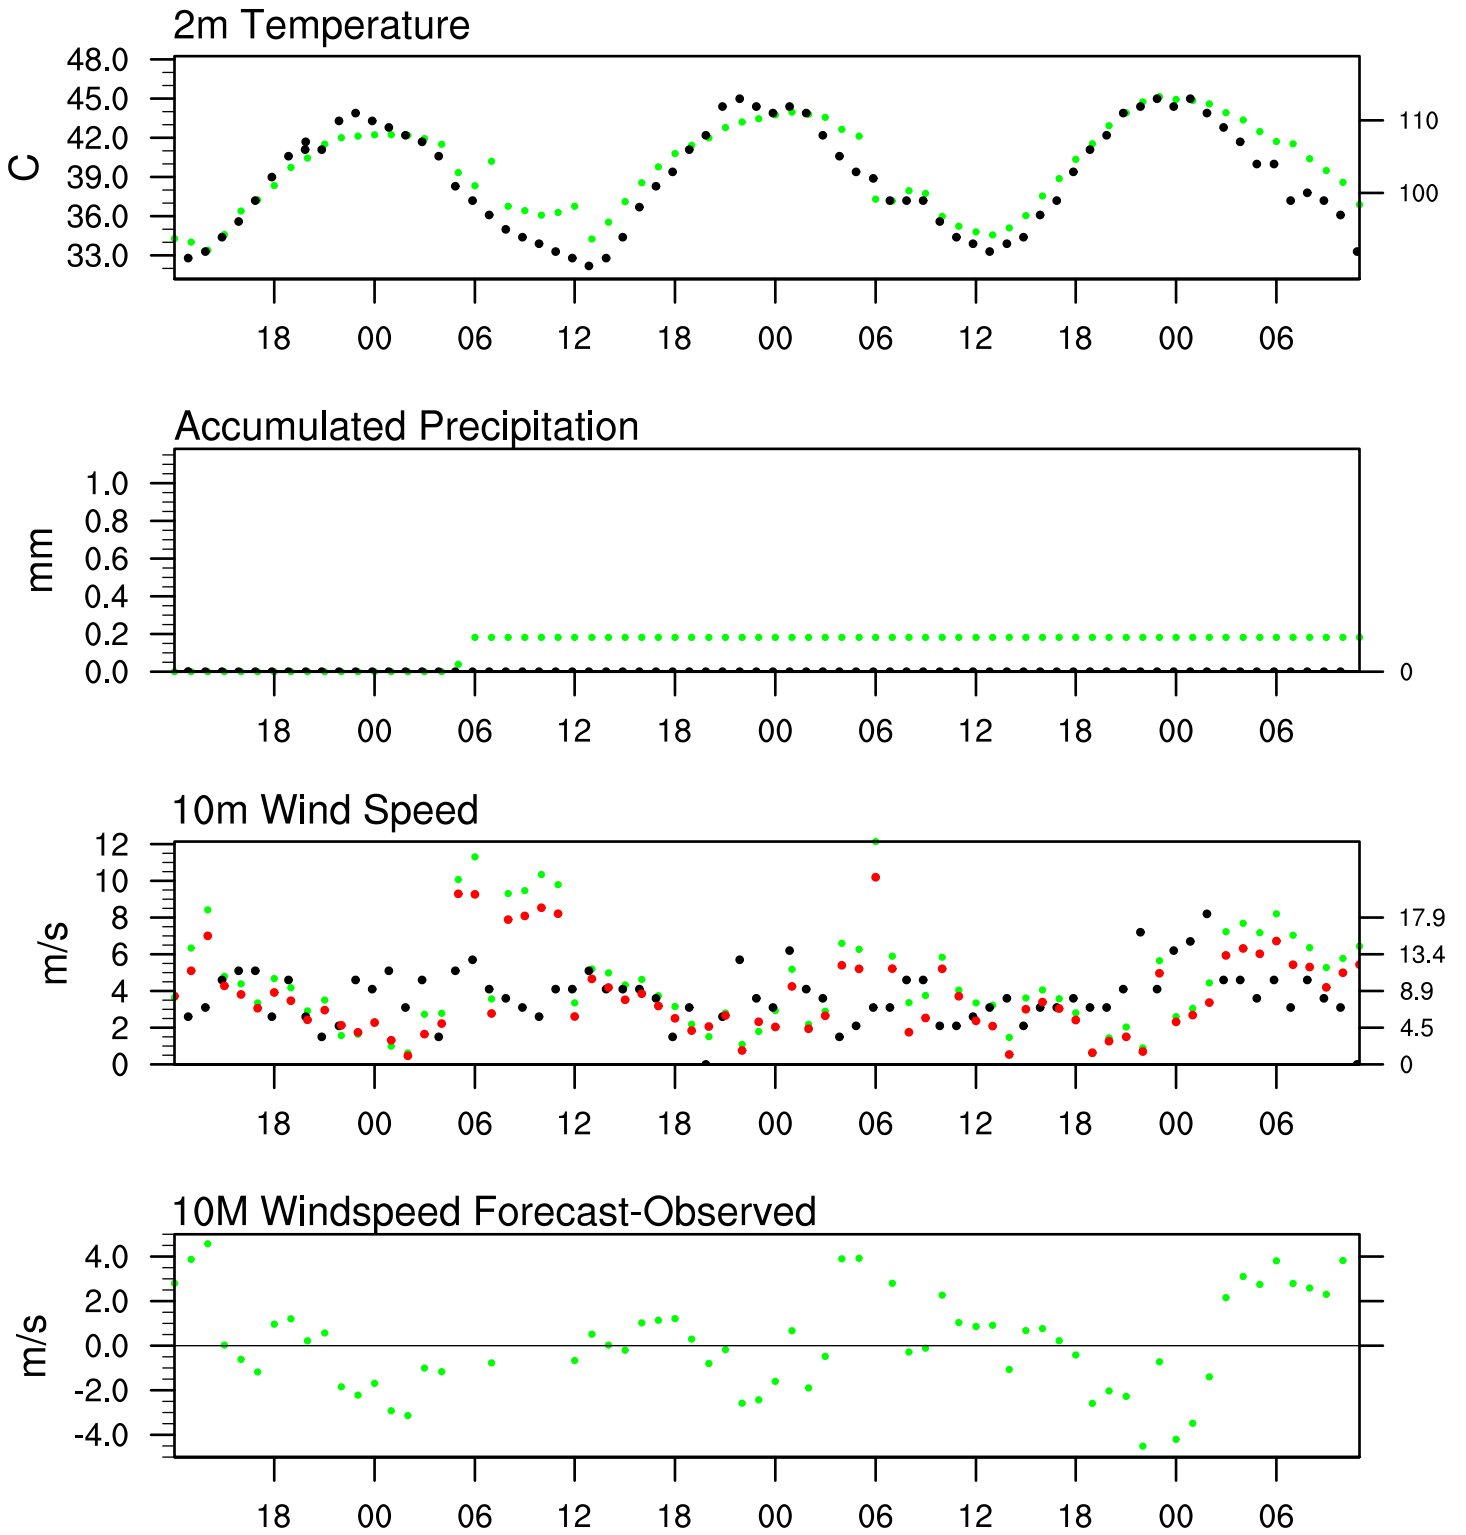 2m Temperature
48.0
45.0
42.0
39.0
36.0
33.0
C
110
100
18 00 06 12 18 00 06 12 18 00 06
Accumulated Precipitation
1.0
0.8
0.6
0.4
0.2
0.0
mm
0
18 00 06 12 18 00 06 12 18 00 06
10m Wind Speed
12
10
8
6
4
2
0
m/s
17.9
13.4
8.9
4.5
0
18 00 06 12 18 00 06 12 18 00 06
10M Windspeed Forecast-Observed
4.0
2.0
0.0
-2.0
-4.0
m/s
18 00 06 12 18 00 06 12 18 00 06